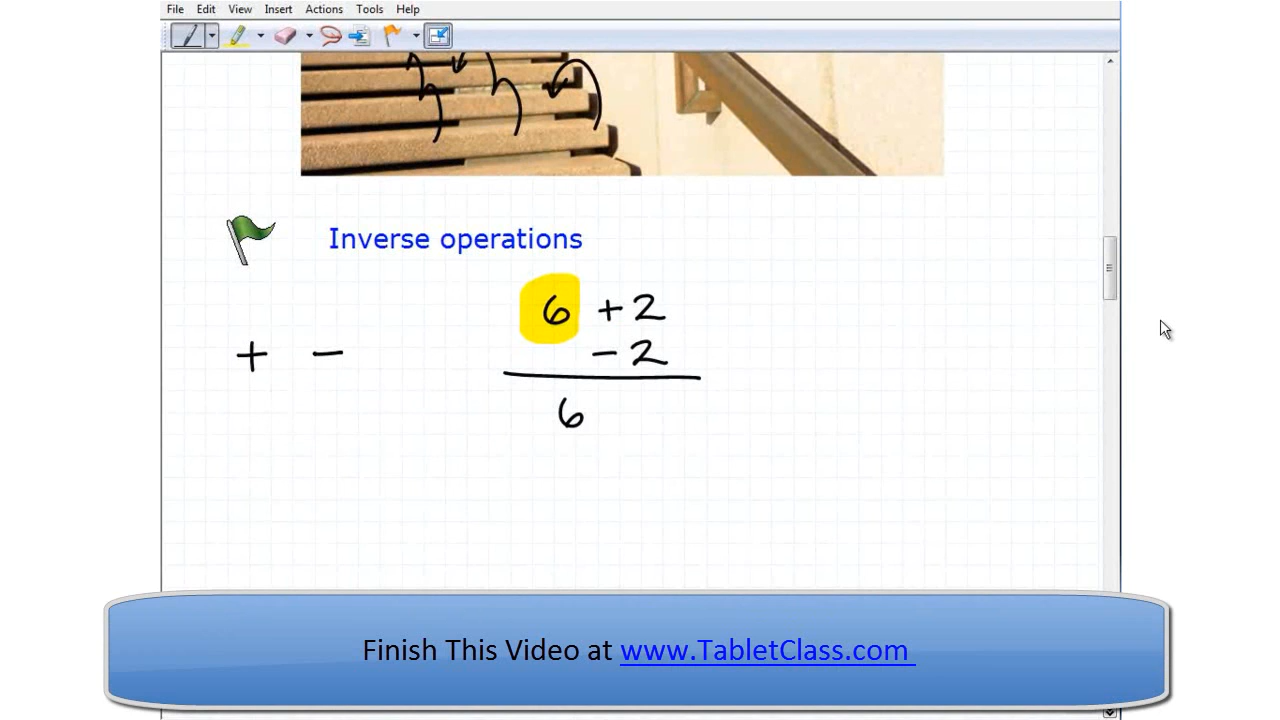 File Edit View Insert Actions Tools Help
Inverse operations
6 + 2
+ - - 2
6
Finish This Video at www.TabletClass.com